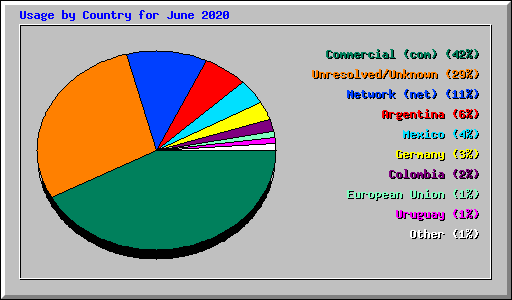 Usage by Country for June 2020
Commercial (com) (42%)
Unresolved/Unknown (29%)
Network (net) (11%)
Argentina (6%)
Mexico (4%)
Germany (3%)
Colombia (2%)
European Union (1%)
Uruguay (1%)
Other (1%)